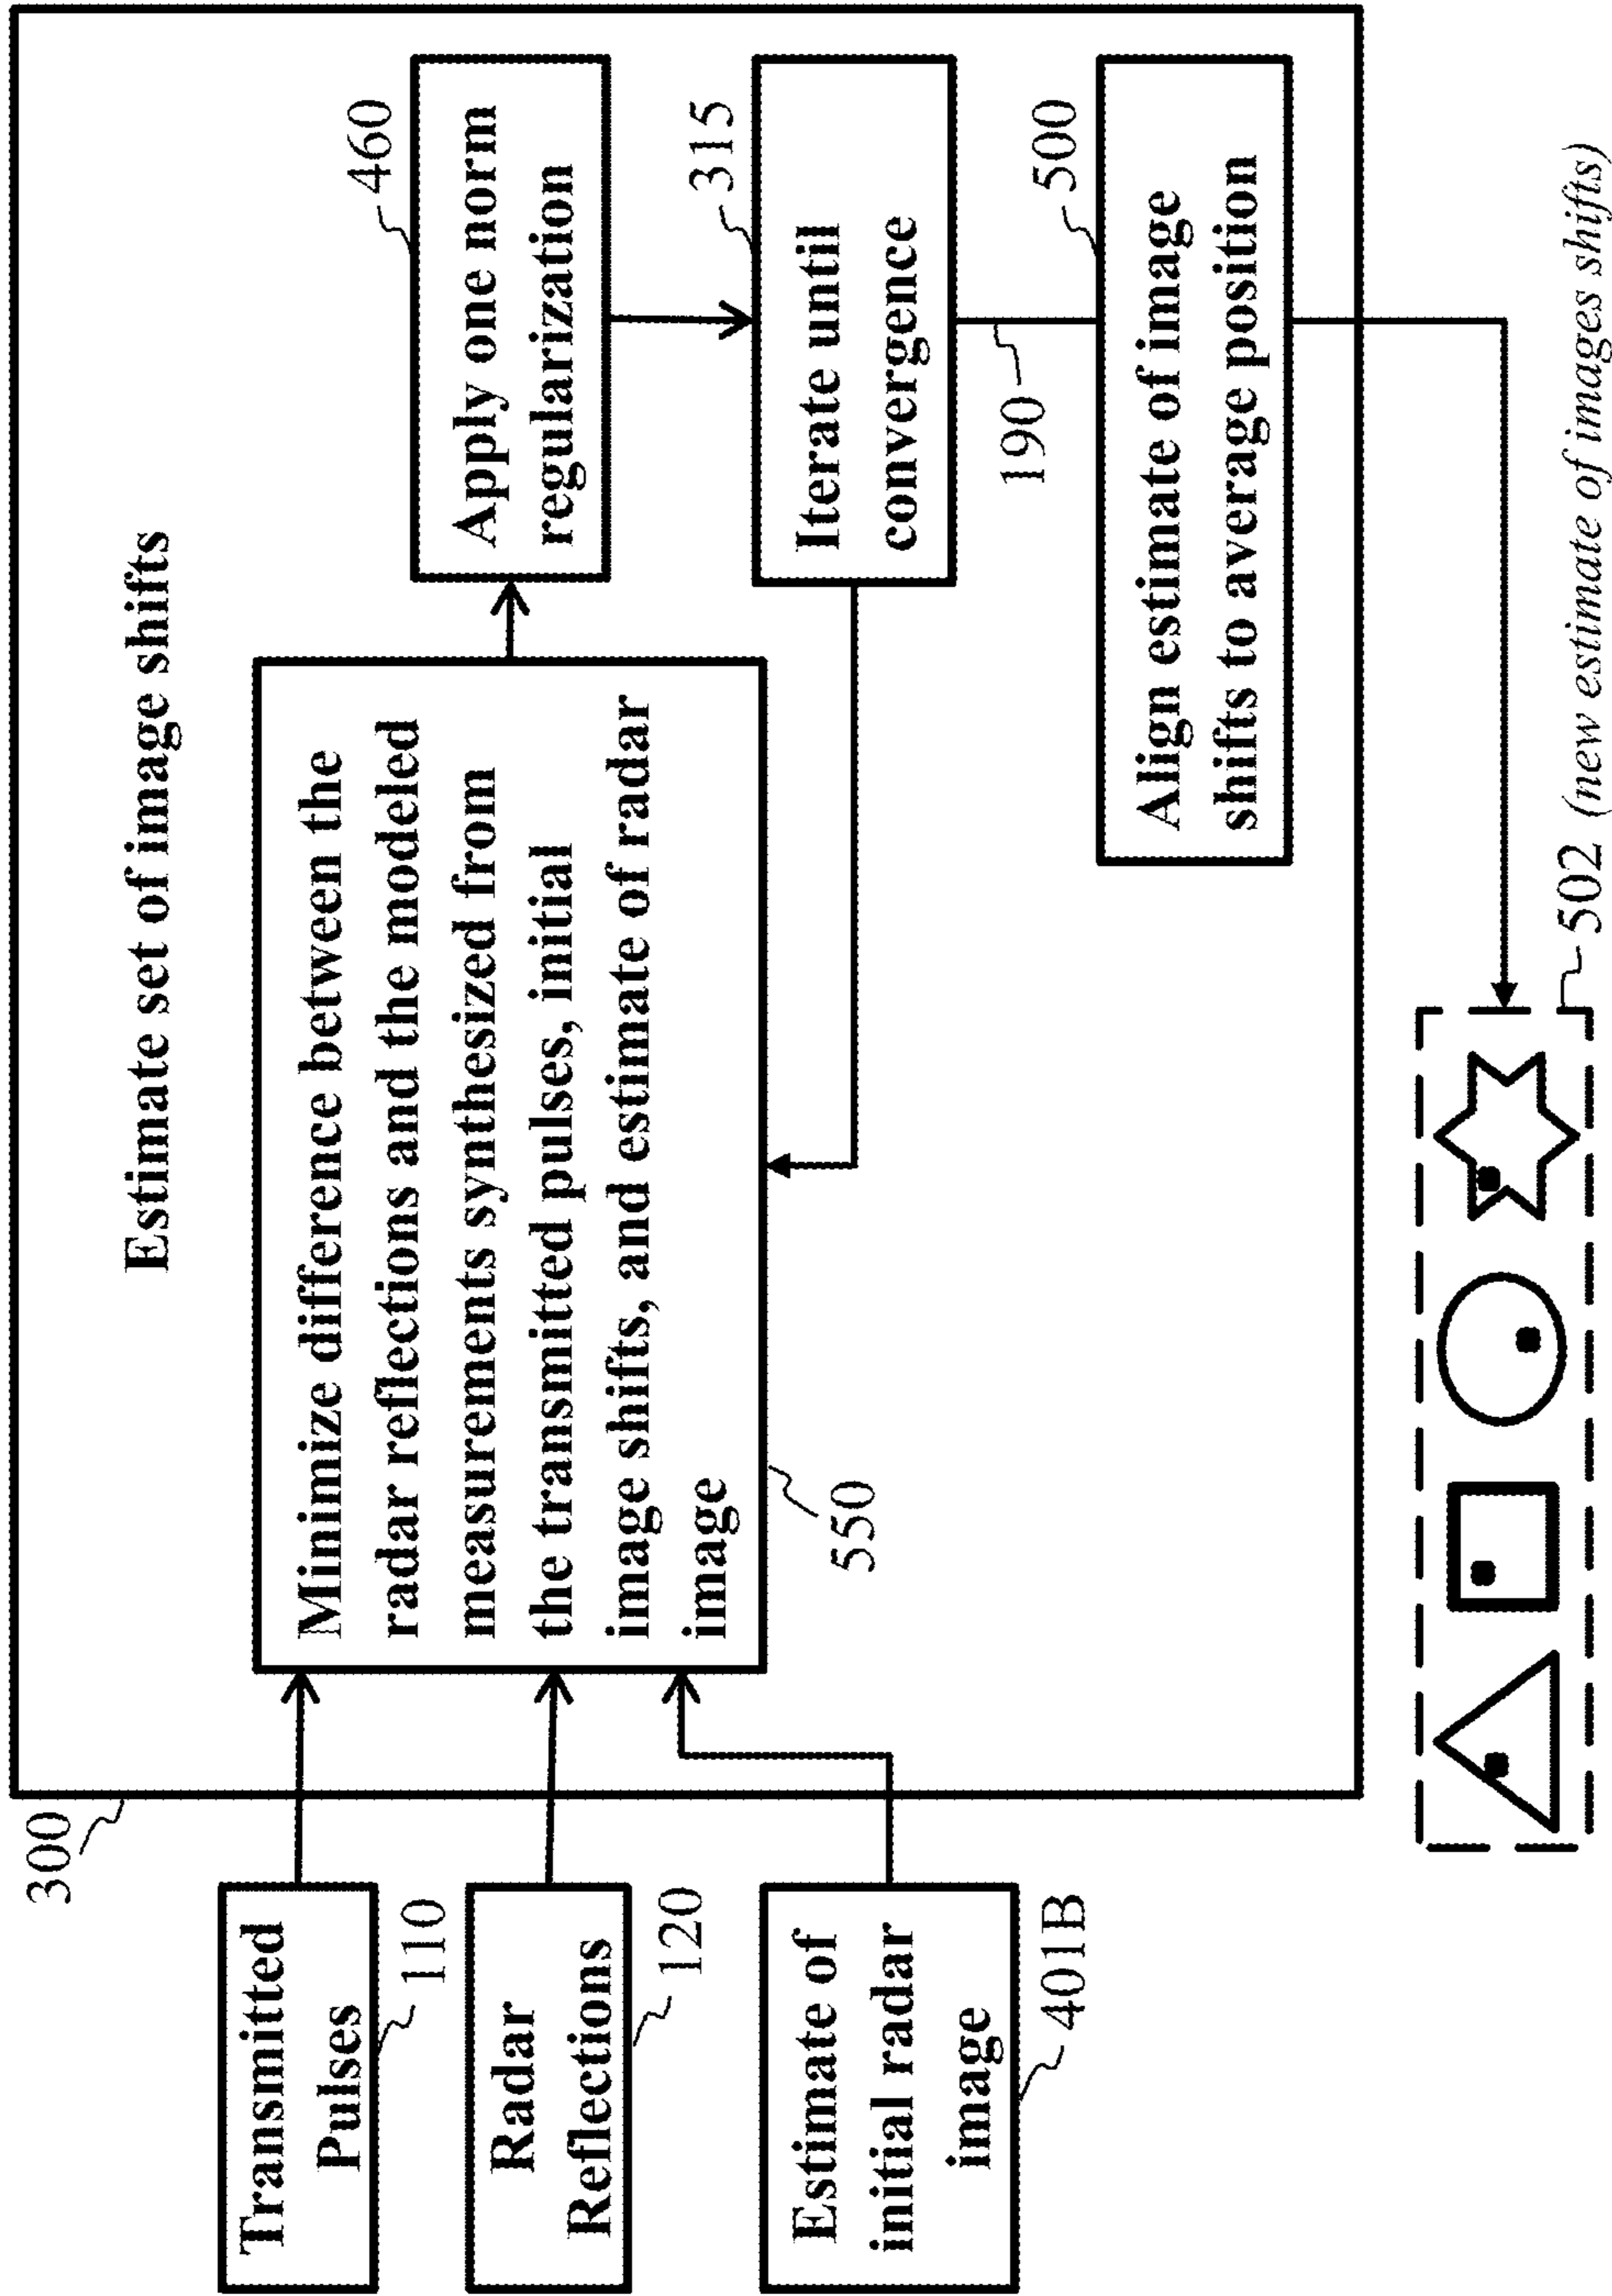 300
Estimate set of image shifts
Transmitted
Pulses
110
Radar
Reflections
120
Estimate of
initial radar
image
401B
Minimize difference between the
radar reflections and the modeled
measurements synthesized from
the transmitted pulses, initial
image shifts, and estimate of radar
image
550
Apply one norm
regularization
460
Iterate until
convergence
315
190
Align estimate of image
shifts to average position
500
502 (new estimate of images shifts)